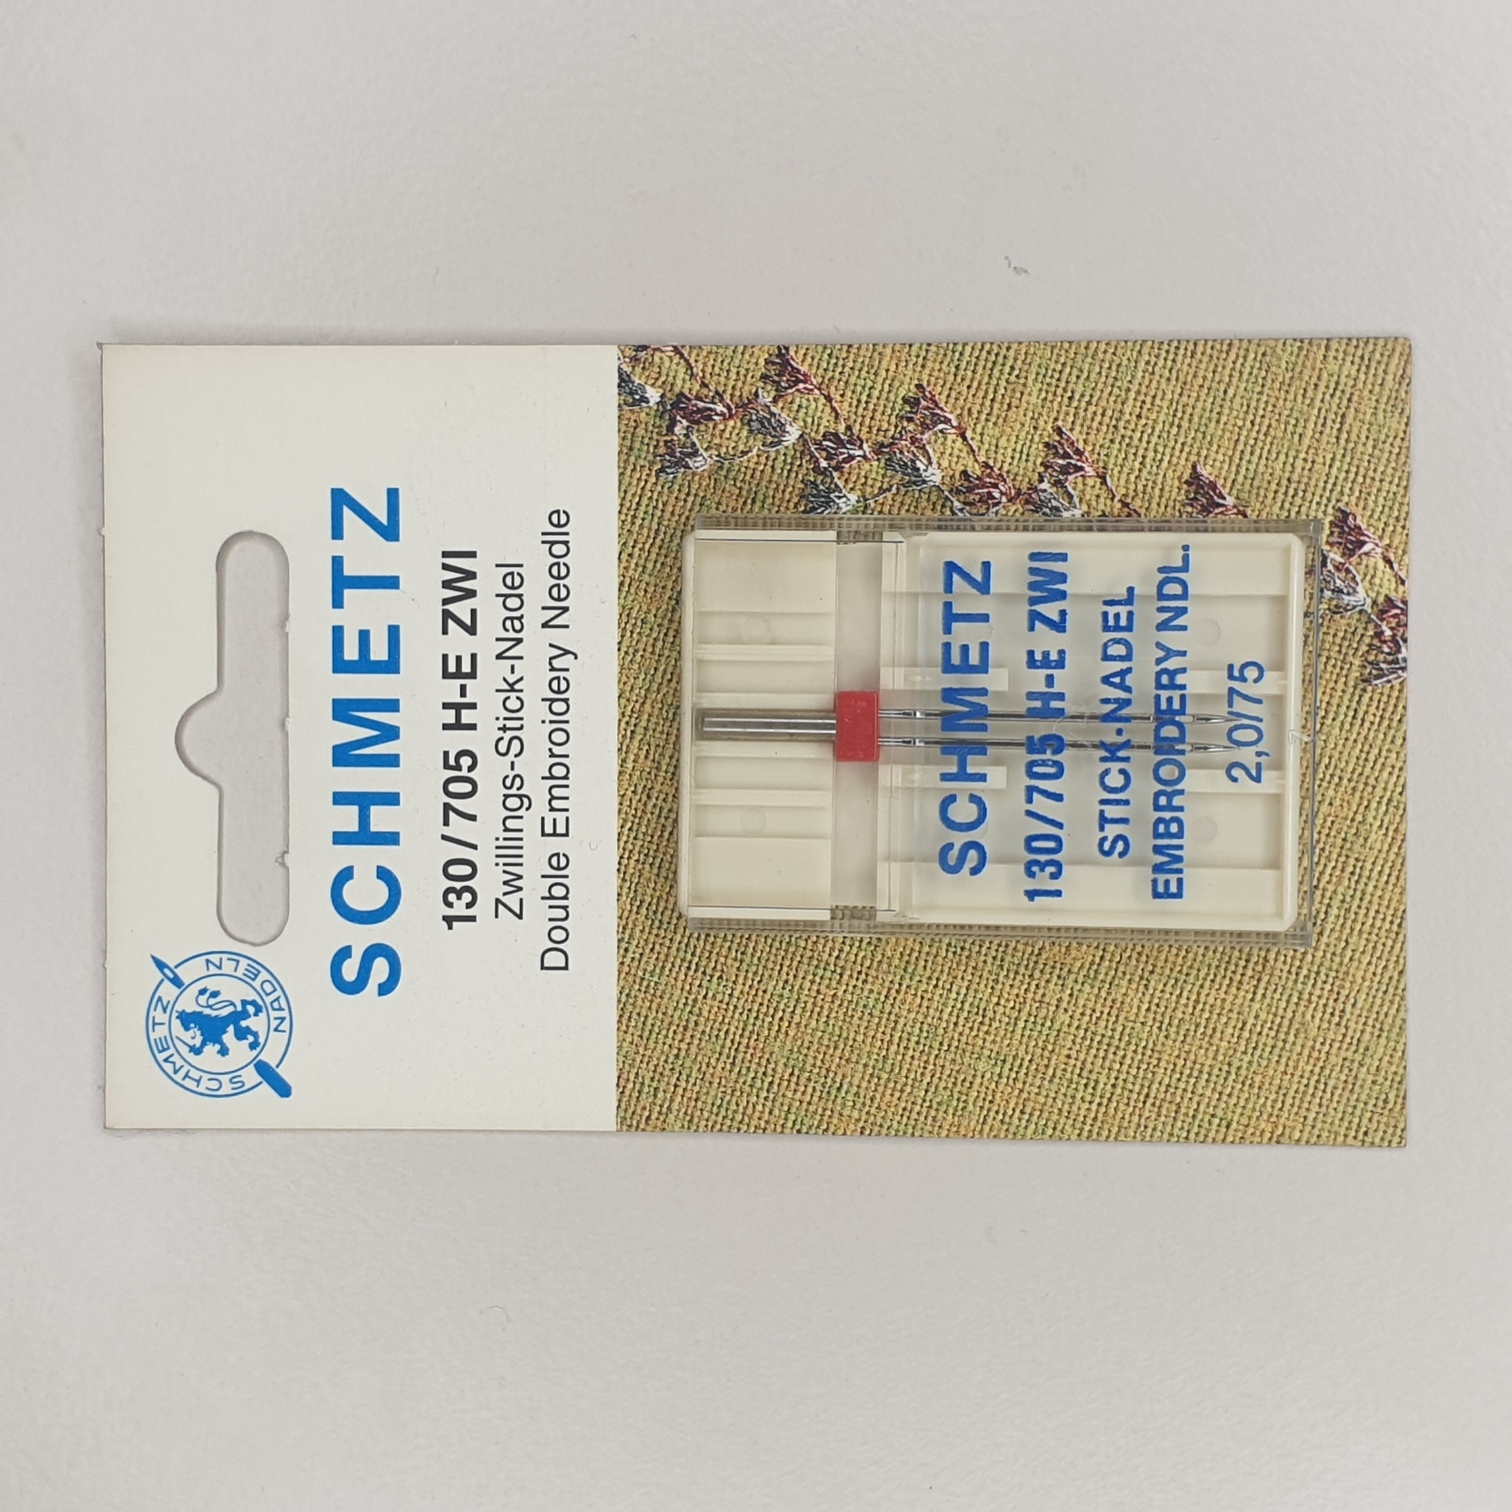 SCHMETZ NADELN
SCHMETZ
130/705 H-E ZWI
Zwillings-Stick-Nadel
Double Embroidery Needle
SCHMETZ
130/705 H-E ZWI
STICK-NADEL
EMBROIDERY NDL.
2,0/75